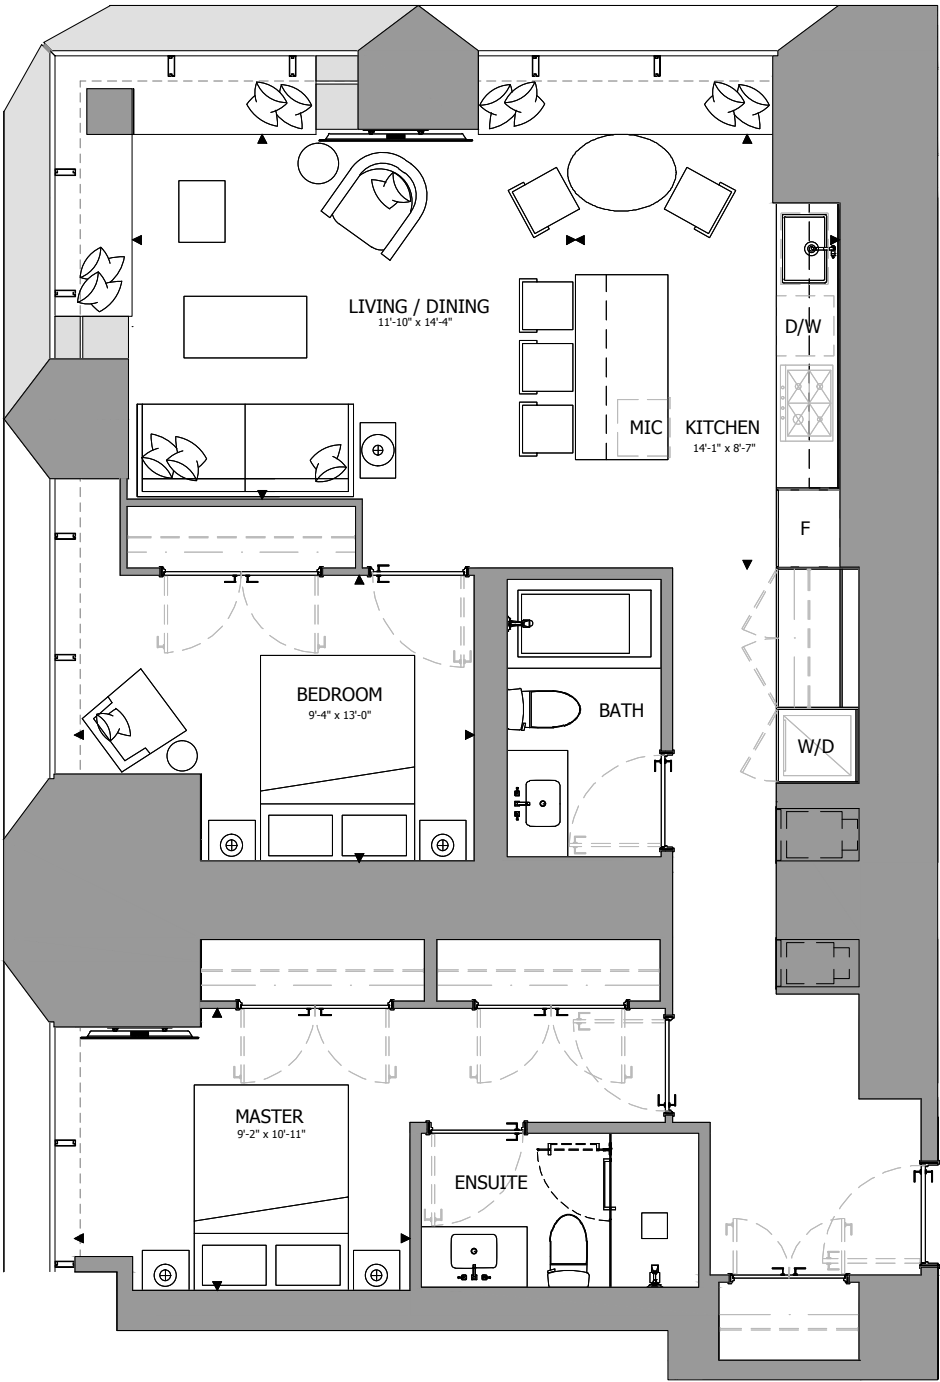 D/W
LIVING / DINING
11'-10" x 14'-4"
MIC
KITCHEN
14'-1" x 8'-7"
F
BEDROOM
9'-4" x 13'-0"
BATH
W/D
MASTER
9'-2" x 10'-11"
ENSUITE